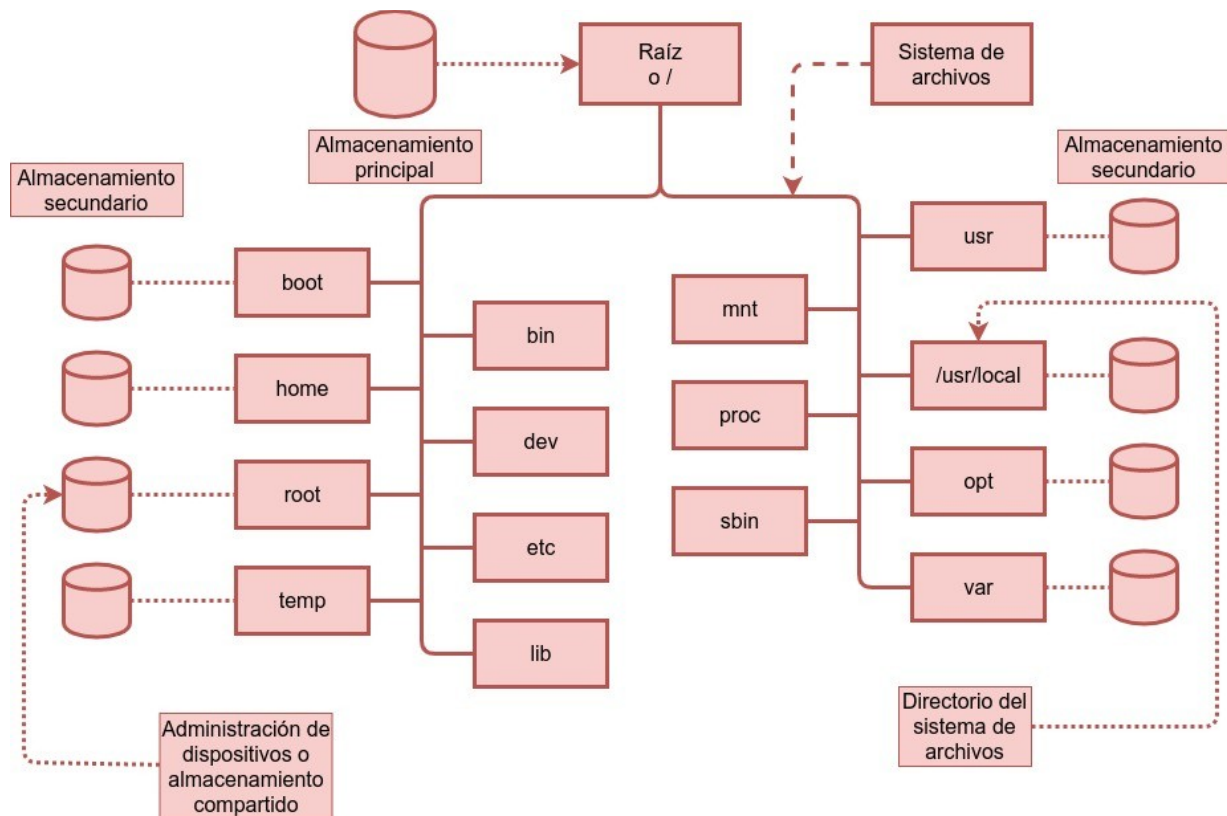 Raíz
o /
Sistema de
archivos
Almacenamiento
principal
Almacenamiento
secundario
Almacenamiento
secundario
boot
home
root
temp
bin
dev
etc
lib
mnt
proc
sbin
usr
/usr/local
opt
var
Administración de
dispositivos o
almacenamiento
compartido
Directorio del
sistema de
archivos